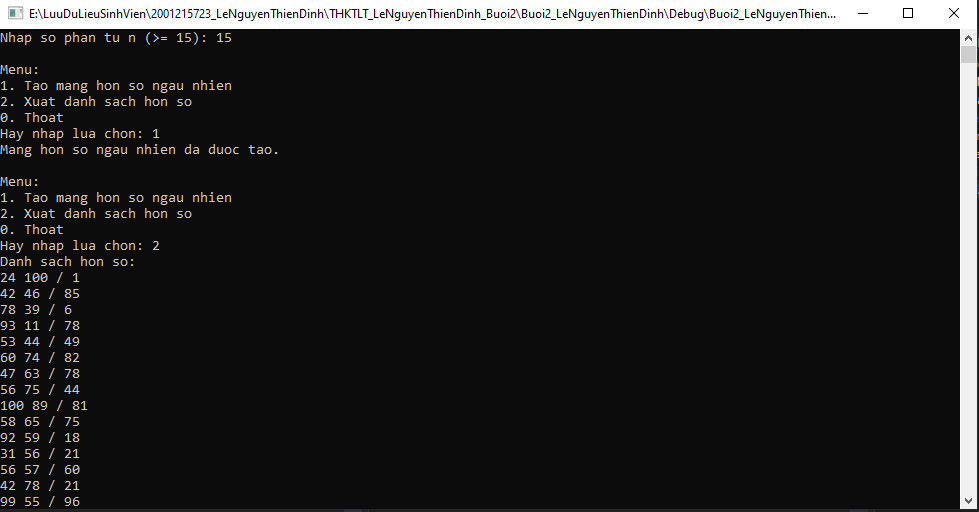 E:\LuuDuLieuSinhVien\2001215723_LeNguyenThienDinh\THKTLT_LeNguyenThienDinh_Buoi2\Buoi2_LeNguyenThienDinh\Debug\Buoi2_LeNguyenThien...
Nhap so phan tu n (>= 15): 15
Menu:
1. Tao mang hon so ngau nhien
2. Xuat danh sach hon so
0. Thoat
Hay nhap lua chon: 1
Mang hon so ngau nhien da duoc tao.
Menu:
1. Tao mang hon so ngau nhien
2. Xuat danh sach hon so
0. Thoat
Hay nhap lua chon: 2
Danh sach hon so:
24 100 / 1
42 46 / 85
78 39 / 6
93 11 / 78
53 44 / 49
60 74 / 82
47 63 / 78
56 75 / 44
100 89 / 81
58 65 / 75
92 59 / 18
31 56 / 21
56 57 / 60
42 78 / 21
99 55 / 96